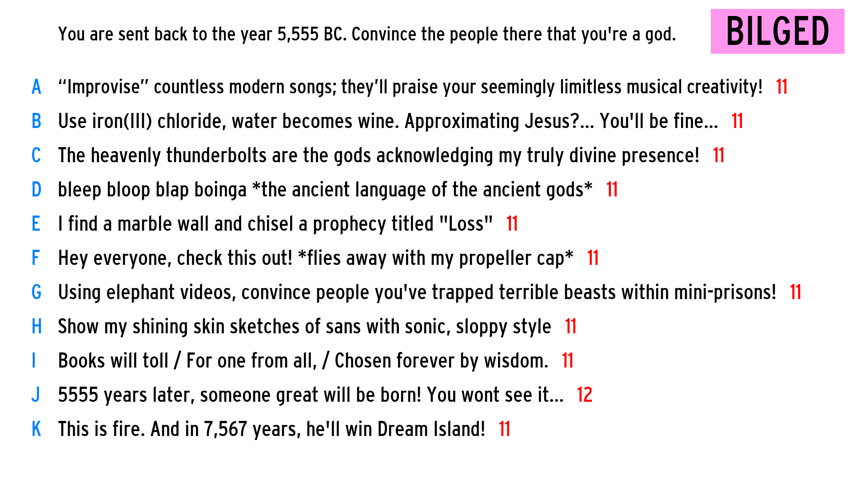 You are sent back to the year 5,555 BC. Convince the people there that you're a god. BILGED
A “Improvise” countless modern songs; they’ll praise your seemingly limitless musical creativity! 11
B Use iron(III) chloride, water becomes wine. Approximating Jesus?... You'll be fine... 11
C The heavenly thunderbolts are the gods acknowledging my truly divine presence! 11
D bleep bloop blap boinga *the ancient language of the ancient gods* 11
E I find a marble wall and chisel a prophecy titled "Loss" 11
F Hey everyone, check this out! *flies away with my propeller cap* 11
G Using elephant videos, convince people you've trapped terrible beasts within mini-prisons! 11
H Show my shining skin sketches of sans with sonic, sloppy style 11
I Books will toll / For one from all, / Chosen forever by wisdom. 11
J 5555 years later, someone great will be born! You wont see it... 12
K This is fire. And in 7,567 years, he'll win Dream Island! 11